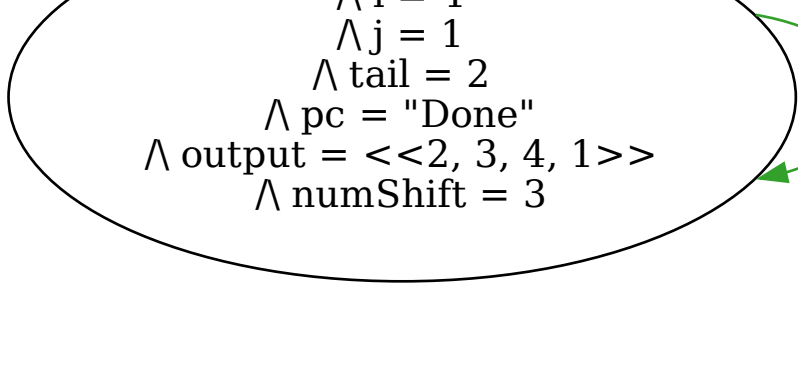 /\ j = 1
/\ tail = 2
/\ pc = "Done"
/\ output = <<2, 3, 4, 1>>
/\ numShift = 3